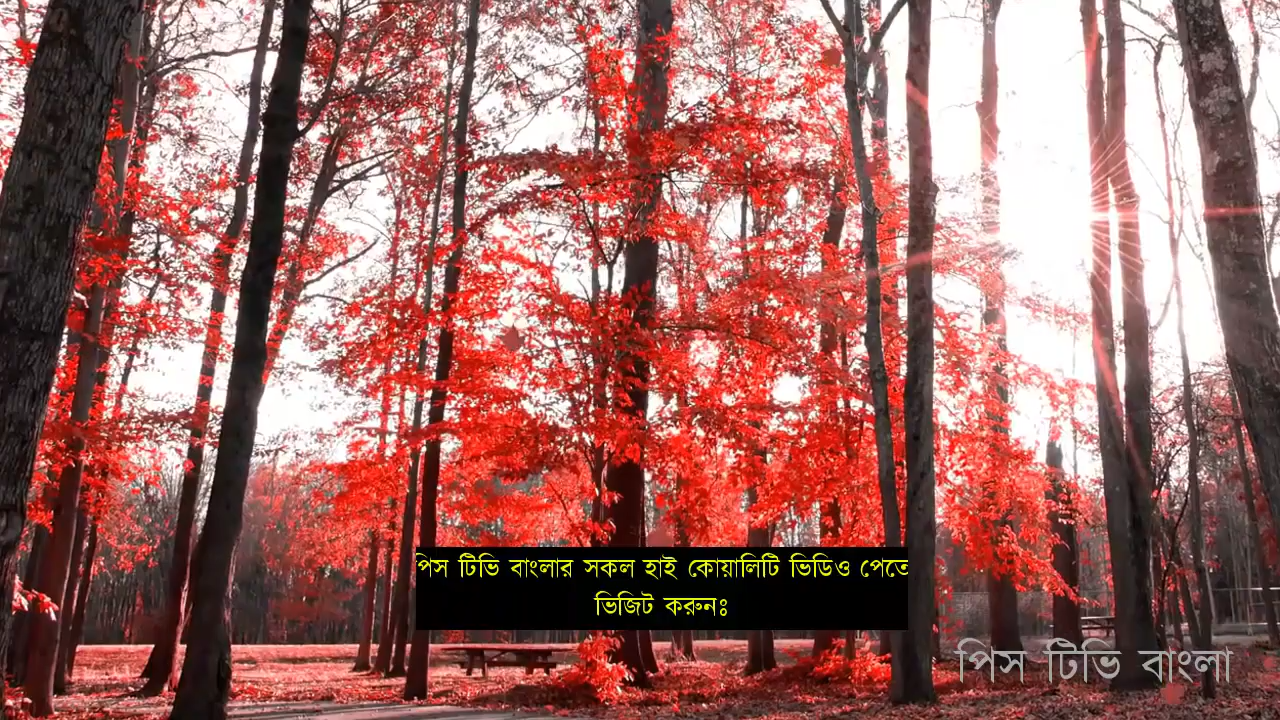 পিস টিভি বাংলার সকল হাই কোয়ালিটি ভিডিও পেতে
ভিজিট করুনঃ
পিস টিভি বাংলা